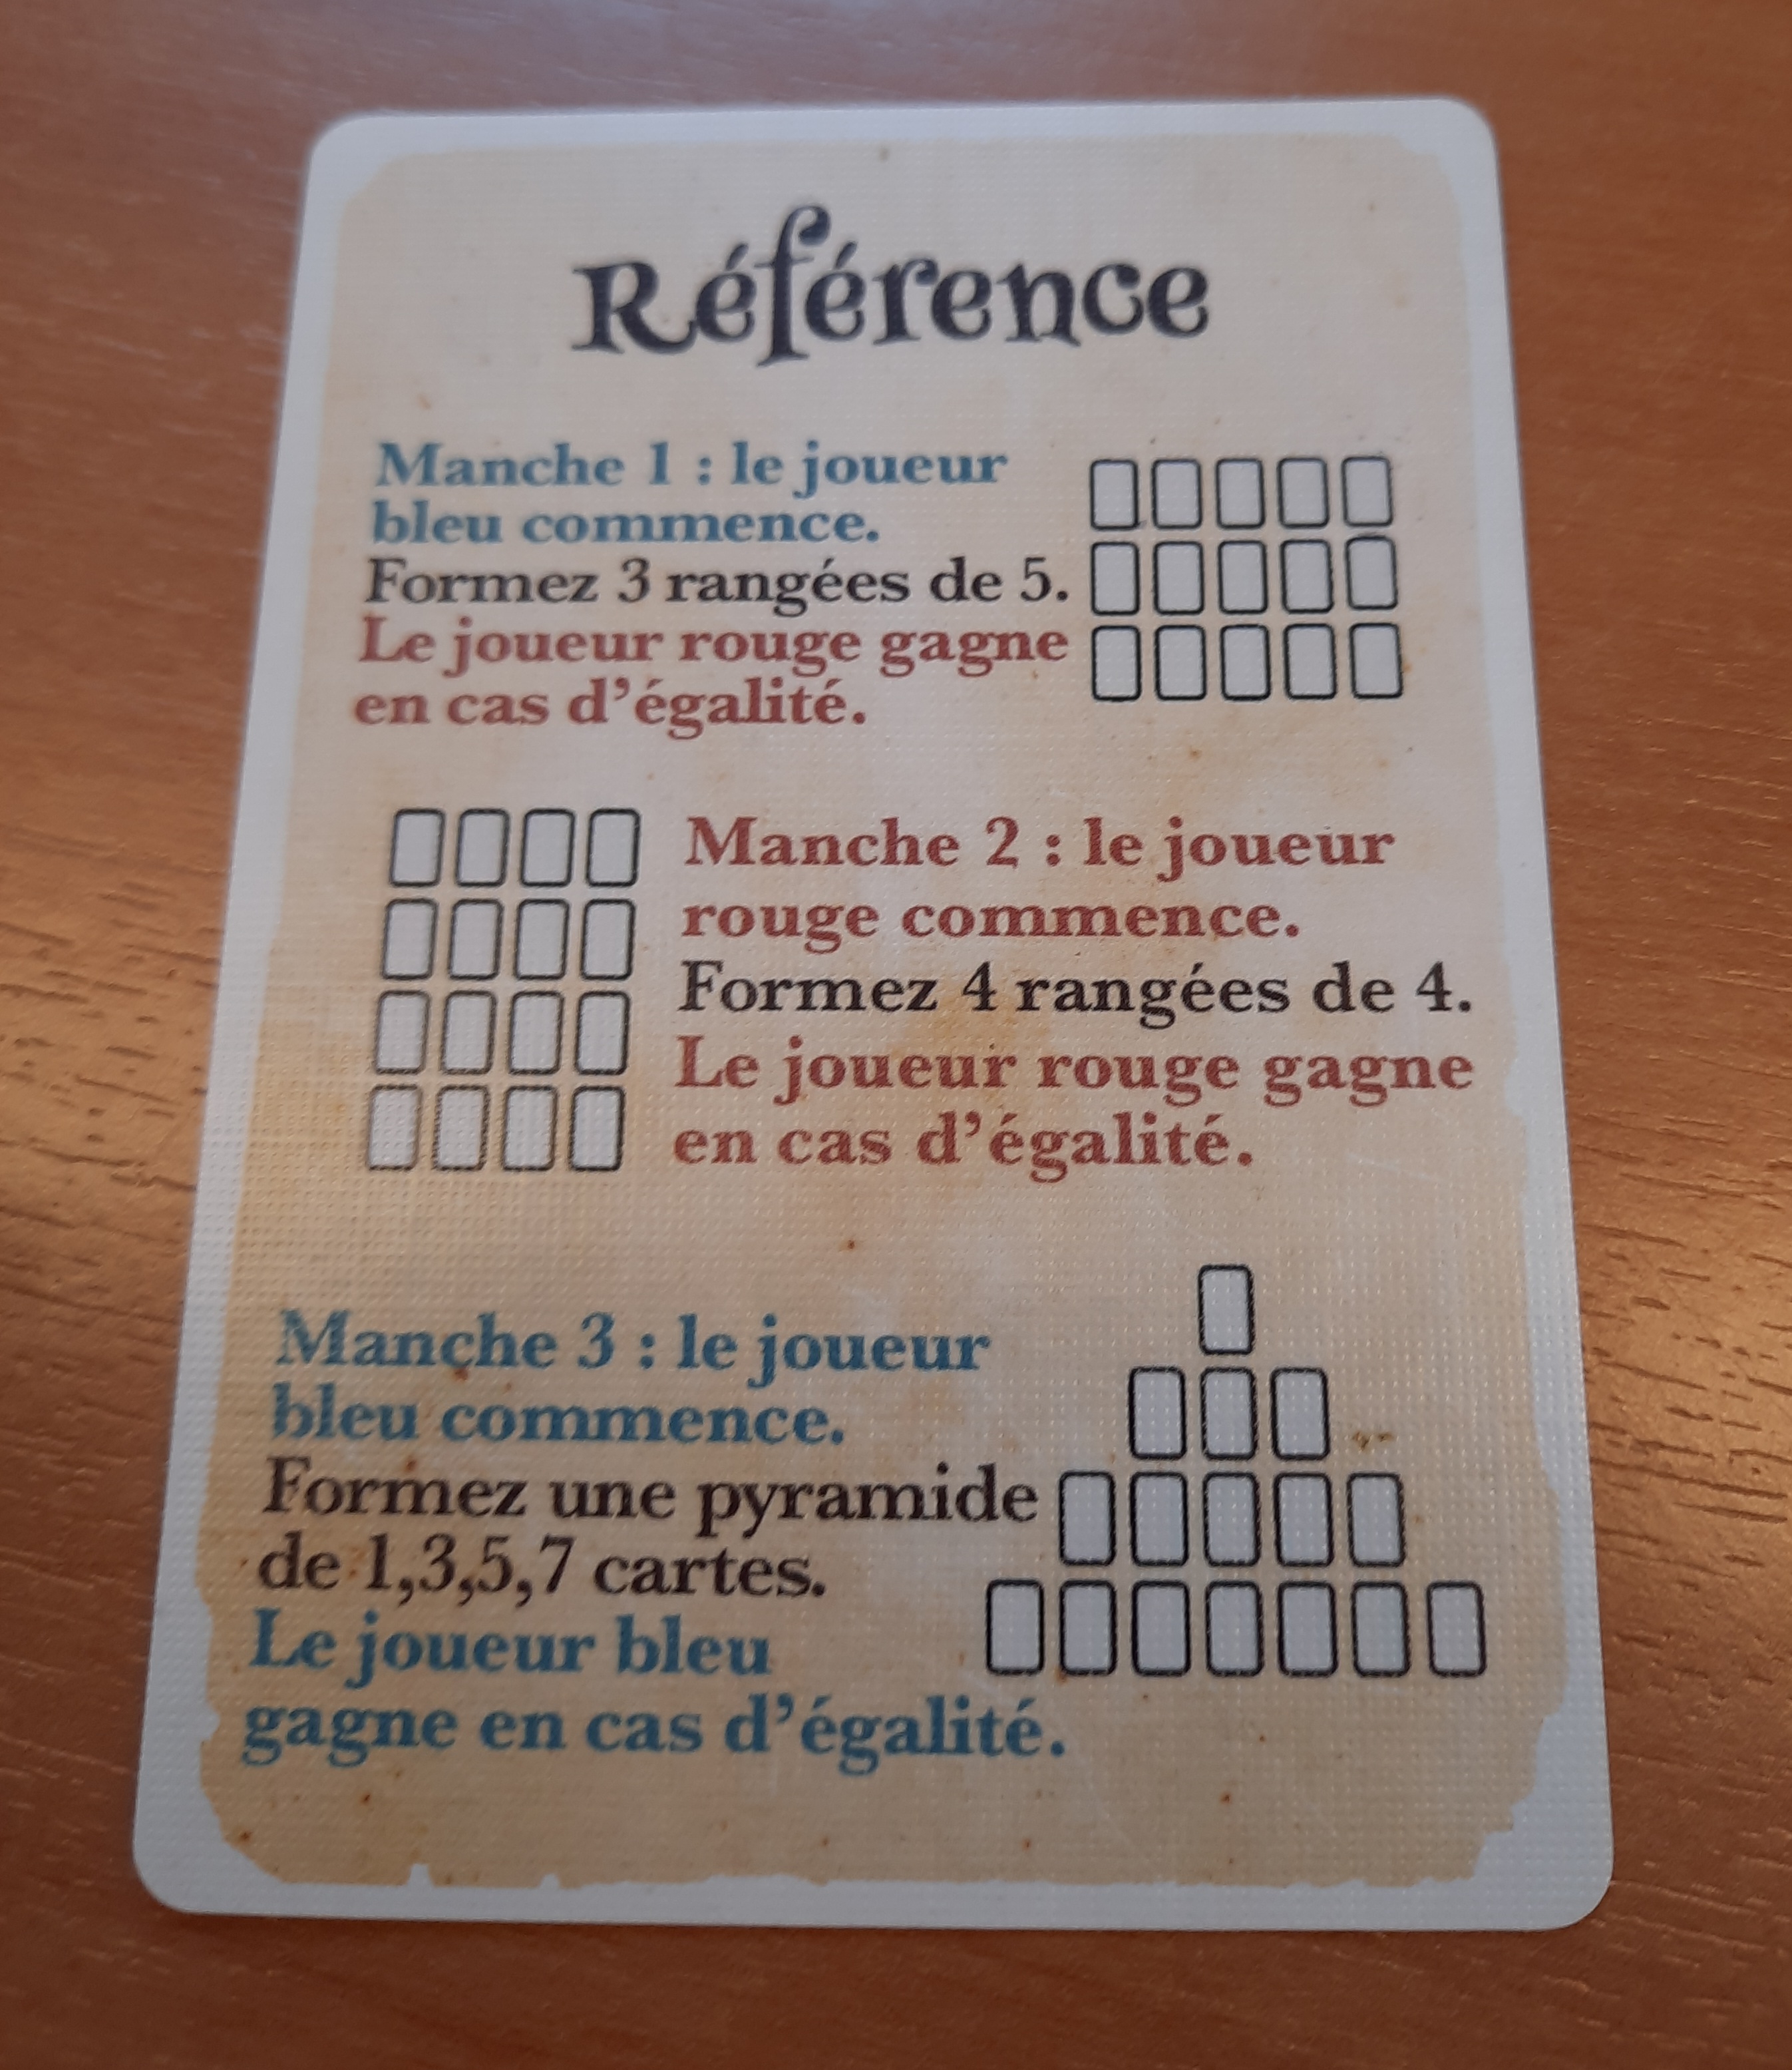 Référence
Manche 1 : le joueur
bleu commence.
Formez 3 rangées de 5.
Le joueur rouge gagne
en cas d’égalité.
Manche 2 : le joueur
rouge commence.
Formez 4 rangées de 4.
Le joueur rouge gagne
en cas d’égalité.
Manche 3 : le joueur
bleu commence.
Formez une pyramide
de 1,3,5,7 cartes.
Le joueur bleu
gagne en cas d’égalité.